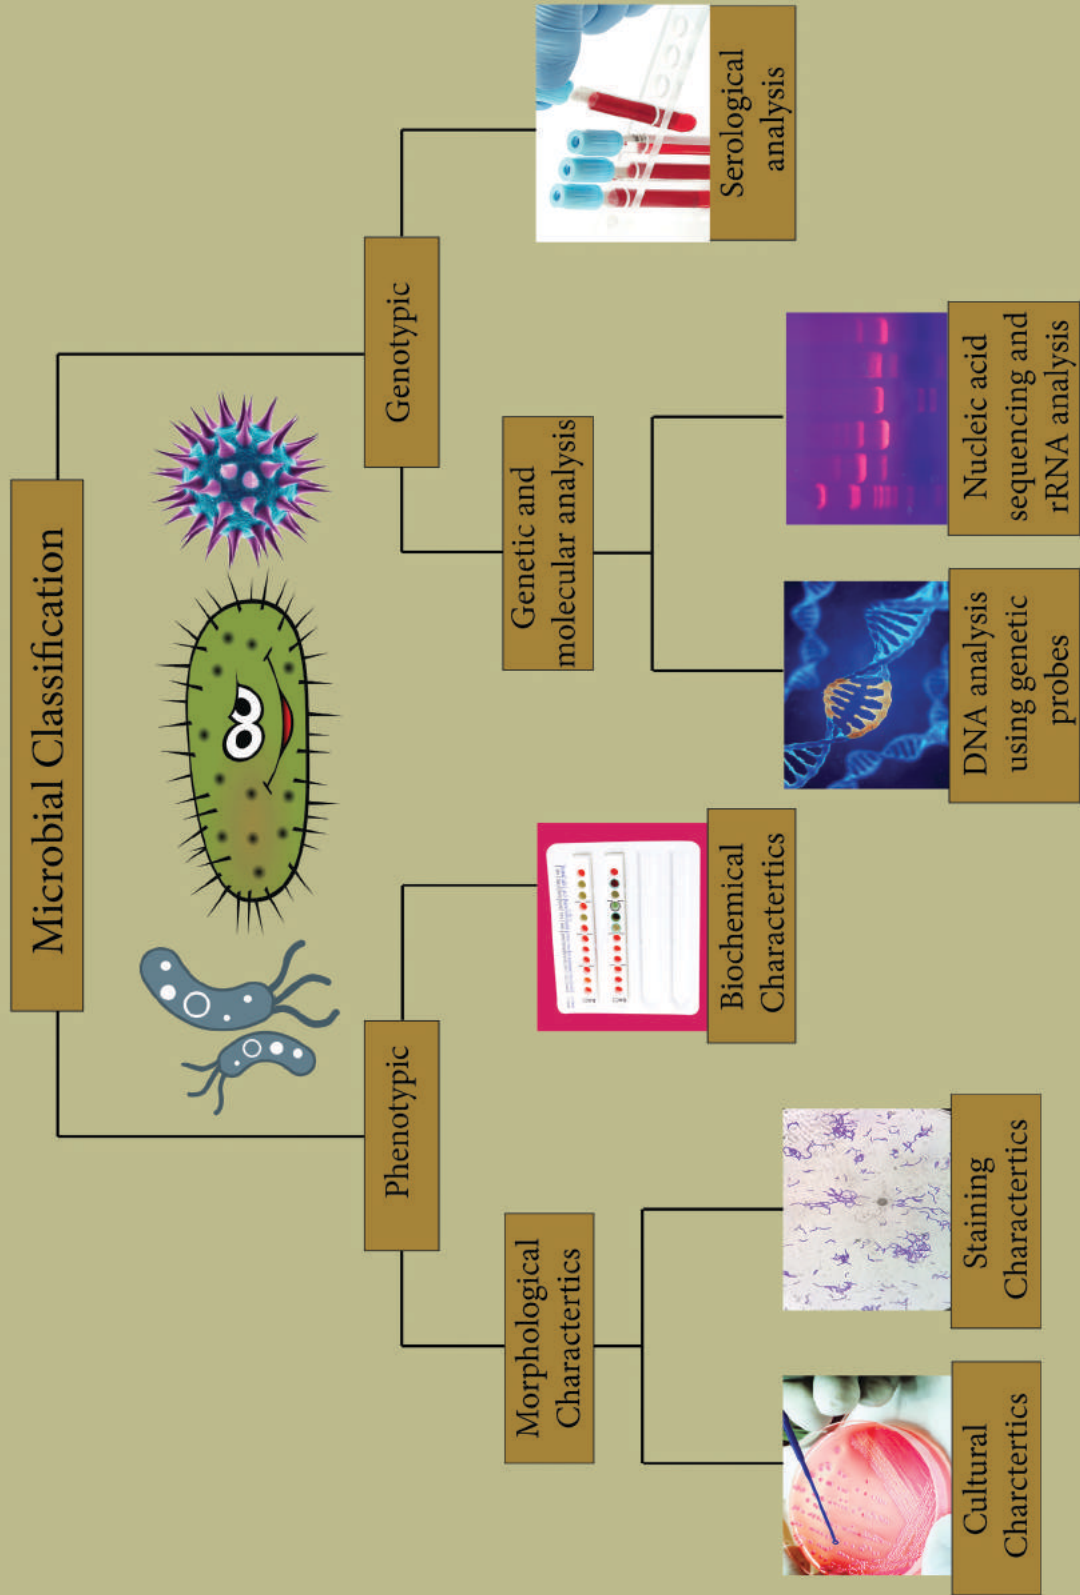 Microbial Classification
Phenotypic
Genotypic
Morphological
Charactertics
Biochemical
Charactertics
Genetic and
molecular analysis
Serological
analysis
Cultural
Charctertics
Staining
Charactertics
DNA analysis
using genetic
probes
Nucleic acid
sequencing and
rRNA analysis